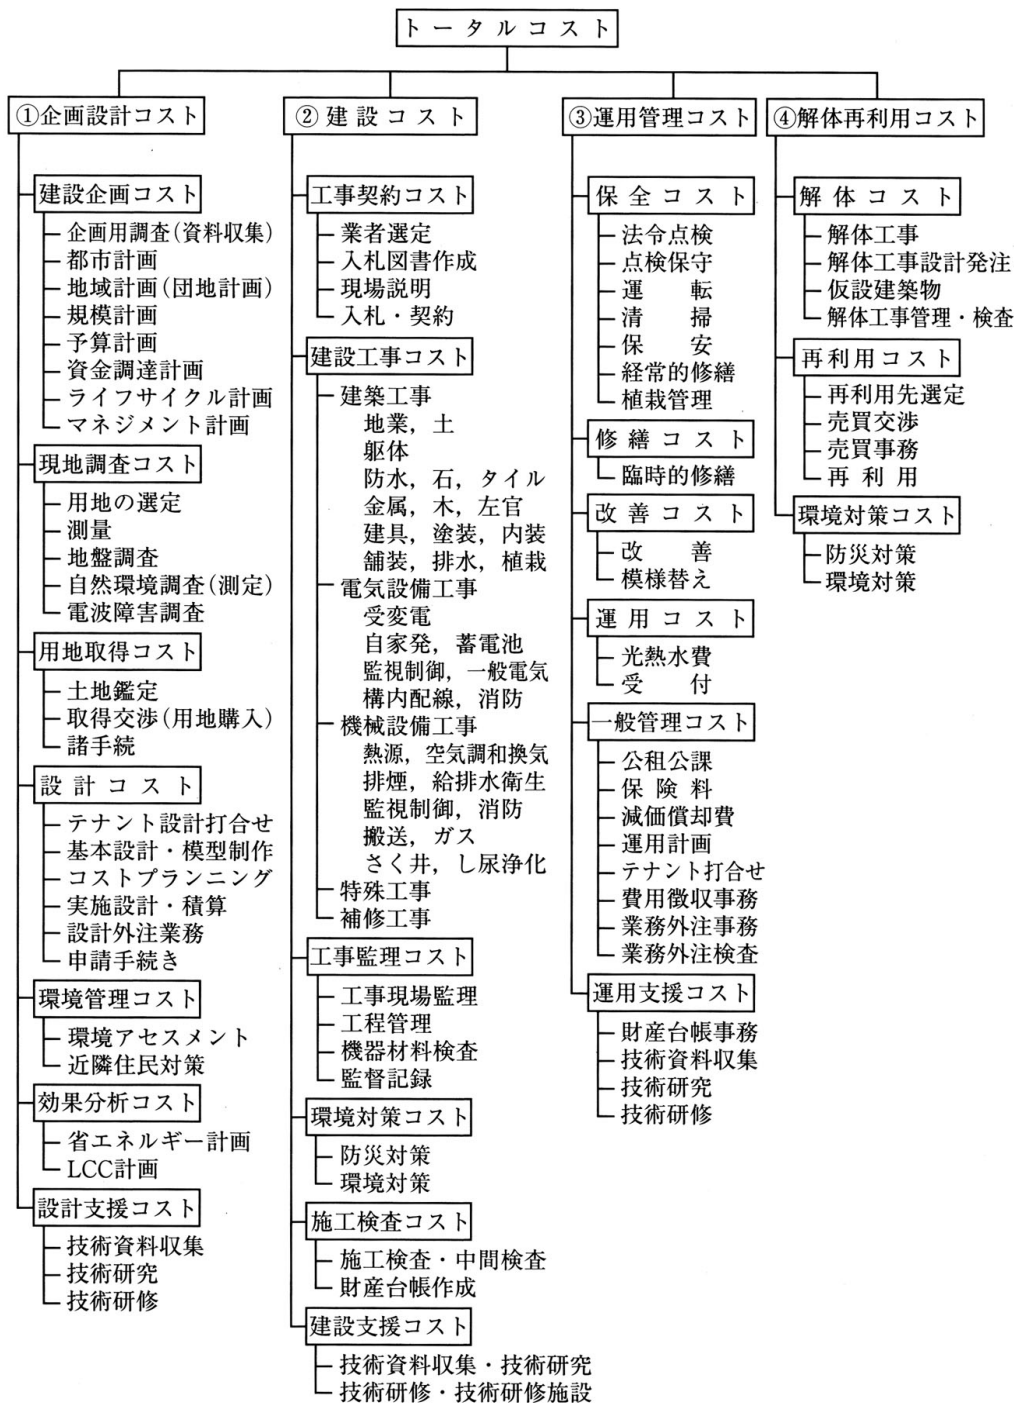 トータルコスト
①企画設計コスト
建設企画コスト
企画用調査(資料収集)
都市計画
地域計画(団地計画)
規模計画
予算計画
資金調達計画
ライフサイクル計画
マネジメント計画
現地調査コスト
用地の選定
測量
地盤調査
自然環境調査(測定)
電波障害調査
用地取得コスト
土地鑑定
取得交渉(用地購入)
諸手続
設計コスト
テナント設計打合せ
基本設計・模型制作
コストプランニング
実施設計・積算
設計外注業務
申請手続き
環境管理コスト
環境アセスメント
近隣住民対策
効果分析コスト
省エネルギー計画
LCC計画
設計支援コスト
技術資料収集
技術研究
技術研修
②建設コスト
工事契約コスト
業者選定
入札図書作成
現場説明
入札・契約
建設工事コスト
建築工事
地業，土
躯体
防水，石，タイル
金属，木，左官
建具，塗装，内装
舗装，排水，植栽
電気設備工事
受変電
自家発，蓄電池
監視制御，一般電気
構内配線，消防
機械設備工事
熱源，空気調和換気
排煙，給排水衛生
監視制御，消防
搬送，ガス
さく井，し尿浄化
特殊工事
補修工事
工事監理コスト
工事現場監理
工程管理
機器材料検査
監督記録
環境対策コスト
防災対策
環境対策
施工検査コスト
施工検査・中間検査
財産台帳作成
建設支援コスト
技術資料収集・技術研究
技術研修・技術研修施設
③運用管理コスト
保全コスト
法令点検
点検保守
運転
清掃
保安
経常的修繕
植栽管理
修繕コスト
臨時的修繕
改善コスト
改善
模様替え
運用コスト
光熱水費
受付
一般管理コスト
公租公課
保険料
減価償却費
運用計画
テナント打合せ
費用徴収事務
業務外注事務
業務外注検査
運用支援コスト
財産台帳事務
技術資料収集
技術研究
技術研修
④解体再利用コスト
解体コスト
解体工事
解体工事設計発注
仮設建築物
解体工事管理・検査
再利用コスト
再利用先選定
売買交渉
売買事務
再利用
環境対策コスト
防災対策
環境対策